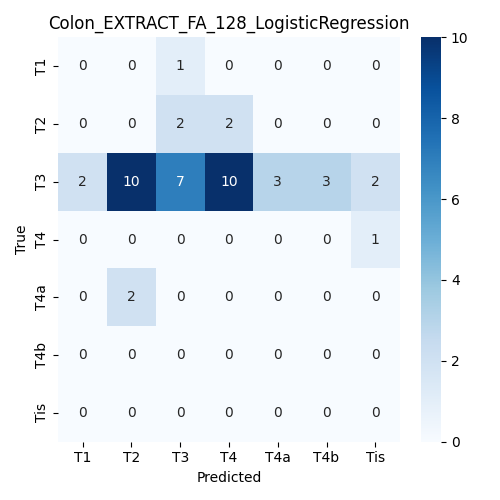 Colon_EXTRACT_FA_128_LogisticRegression
T1 0 0 1 0 0 0 0
T2 0 0 2 2 0 0 0
T3 2 10 7 10 3 3 2
T4 0 0 0 0 0 0 1
T4a 0 2 0 0 0 0 0
T4b 0 0 0 0 0 0 0
Tis 0 0 0 0 0 0 0
T1 T2 T3 T4 T4a T4b Tis
Predicted
True
10
8
6
4
2
0